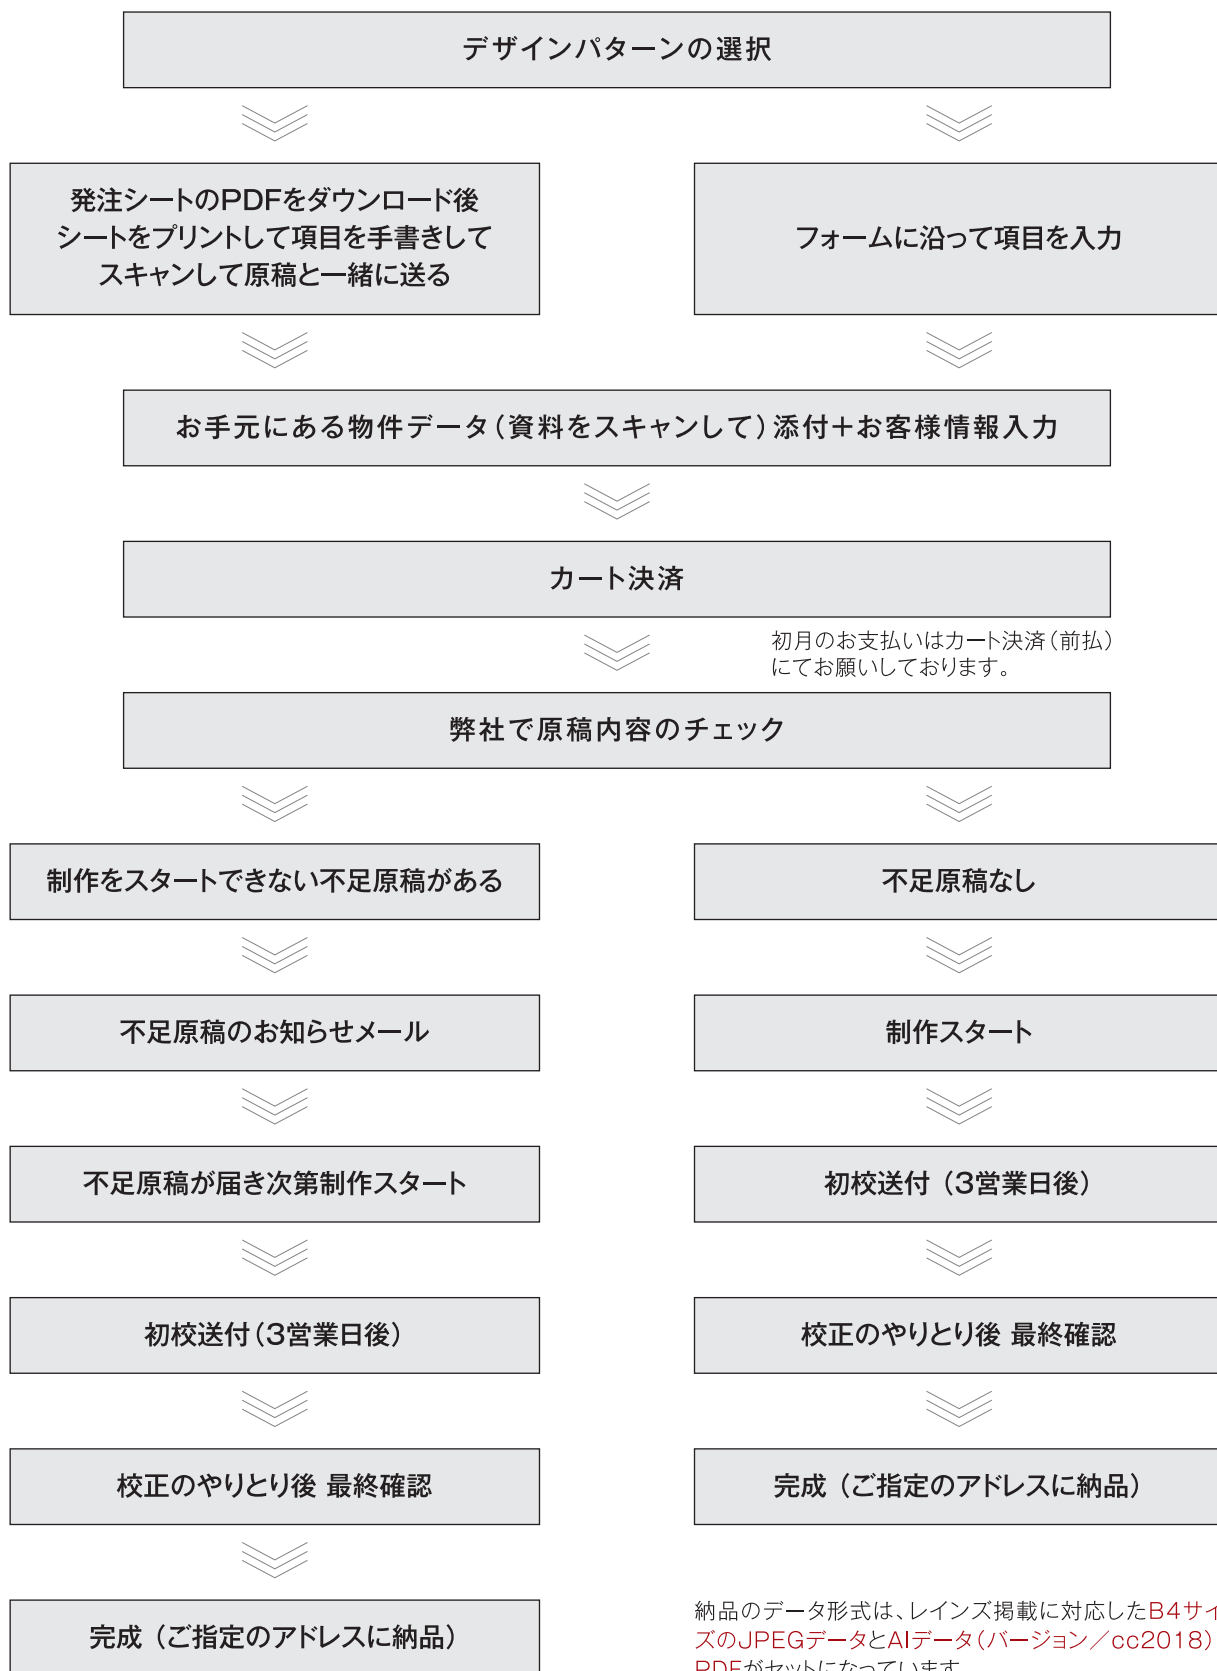 デザインパターンの選択
発注シートのPDFをダウンロード後
シートをプリントして項目を手書きして
スキャンして原稿と一緒に送る
フォームに沿って項目を入力
お手元にある物件データ(資料をスキャンして)添付+お客様情報入力
カート決済
初月のお支払いはカート決済(前払)
にてお願いしております。
弊社で原稿内容のチェック
制作をスタートできない不足原稿がある
不足原稿なし
不足原稿のお知らせメール
制作スタート
不足原稿が届き次第制作スタート
初校送付 (3営業日後)
初校送付(3営業日後)
校正のやりとり後 最終確認
校正のやりとり後 最終確認
完成 (ご指定のアドレスに納品)
完成 (ご指定のアドレスに納品)
納品のデータ形式は、レインズ掲載に対応したB4サイ
ズのJPEGデータとAIデータ(バージョン/cc2018)
PDFがセットになっています